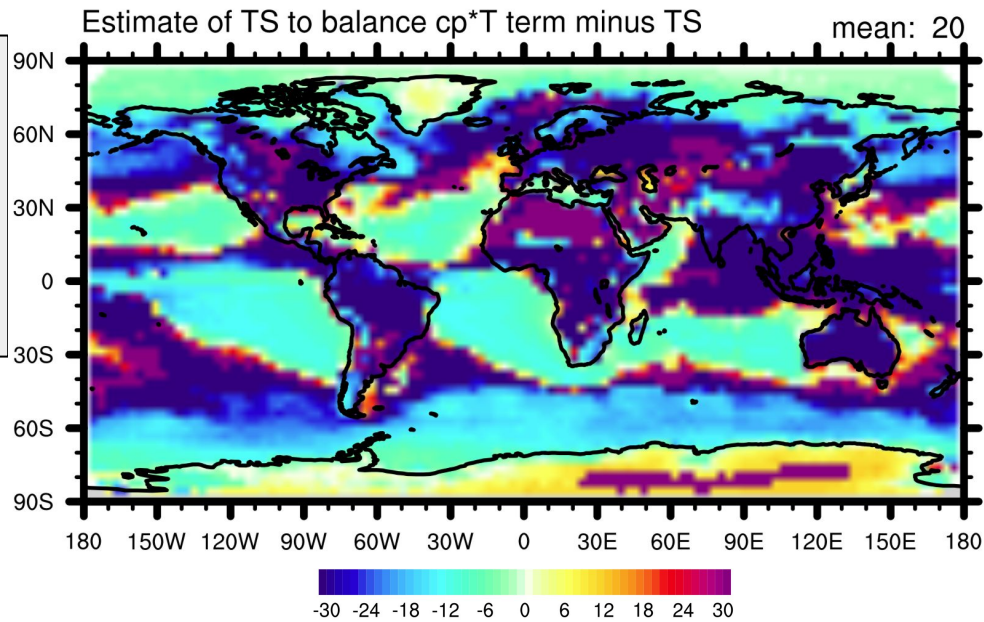 Estimate of TS to balance cp*T term minus TS mean: 20
90N
60N
30N
0
30S
60S
90S
180 150W 120W 90W 60W 30W 0 30E 60E 90E 120E 150E 180
-30 -24 -18 -12 -6 0 6 12 18 24 30